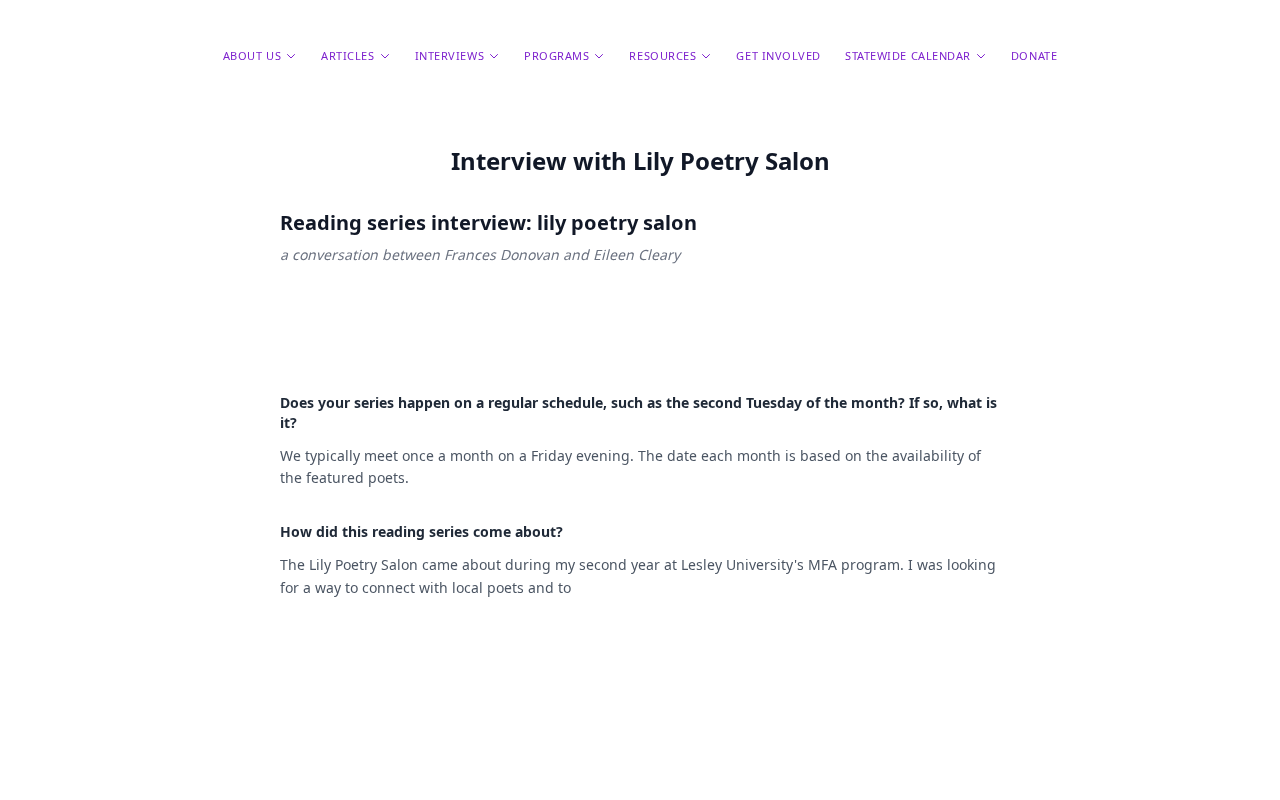 ABOUT US ARTICLES INTERVIEWS PROGRAMS RESOURCES GET INVOLVED STATEWIDE CALENDAR DONATE
Interview with Lily Poetry Salon
Reading series interview: lily poetry salon
a conversation between Frances Donovan and Eileen Cleary
Does your series happen on a regular schedule, such as the second Tuesday of the month? If so, what is
it?
We typically meet once a month on a Friday evening. The date each month is based on the availability of
the featured poets.
How did this reading series come about?
The Lily Poetry Salon came about during my second year at Lesley University's MFA program. I was looking
for a way to connect with local poets and to